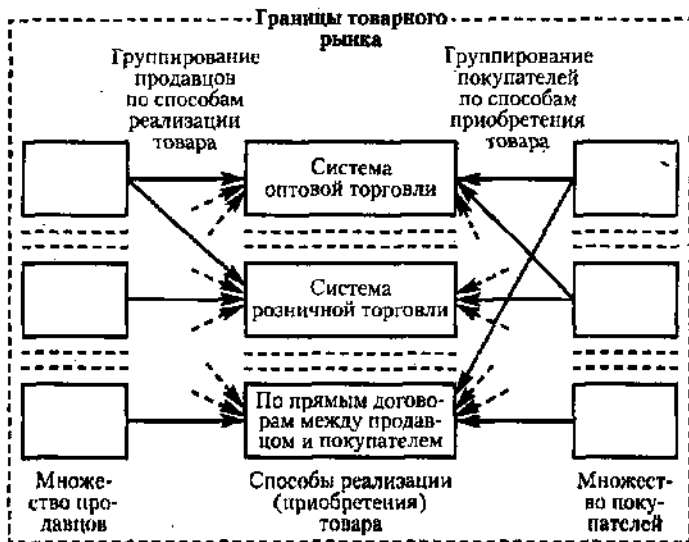 Границы товарного
рынка
Группирование
продавцов
по способам
реализации
товара
Группирование
покупателей
по способам
приобретения
товара
Система
оптовой торговли
Система
розничной торговли
По прямым догово-
рам между продав-
цом и покупателем
Множе-
ство про-
давцов
Способы реализации
(приобретения)
товара
Множест-
во поку-
пателей